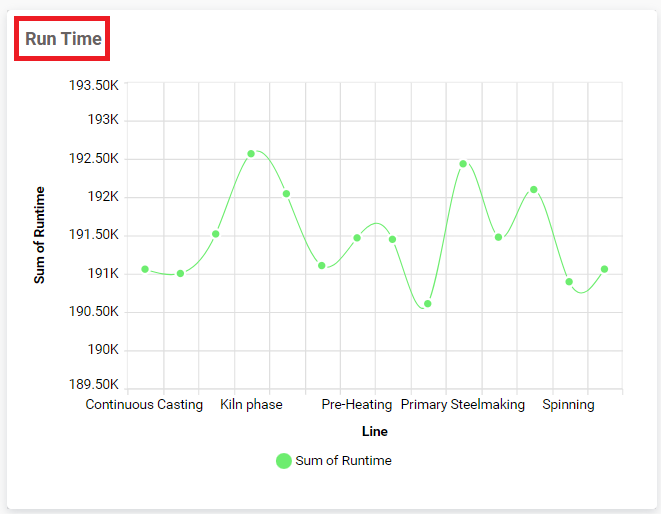 Run Time
193.50K
193K
192.50K
192K
191.50K
191K
190.50K
190K
189.50K
Sum of Runtime
Continuous Casting Kiln phase Pre-Heating Primary Steelmaking Spinning
Line
Sum of Runtime